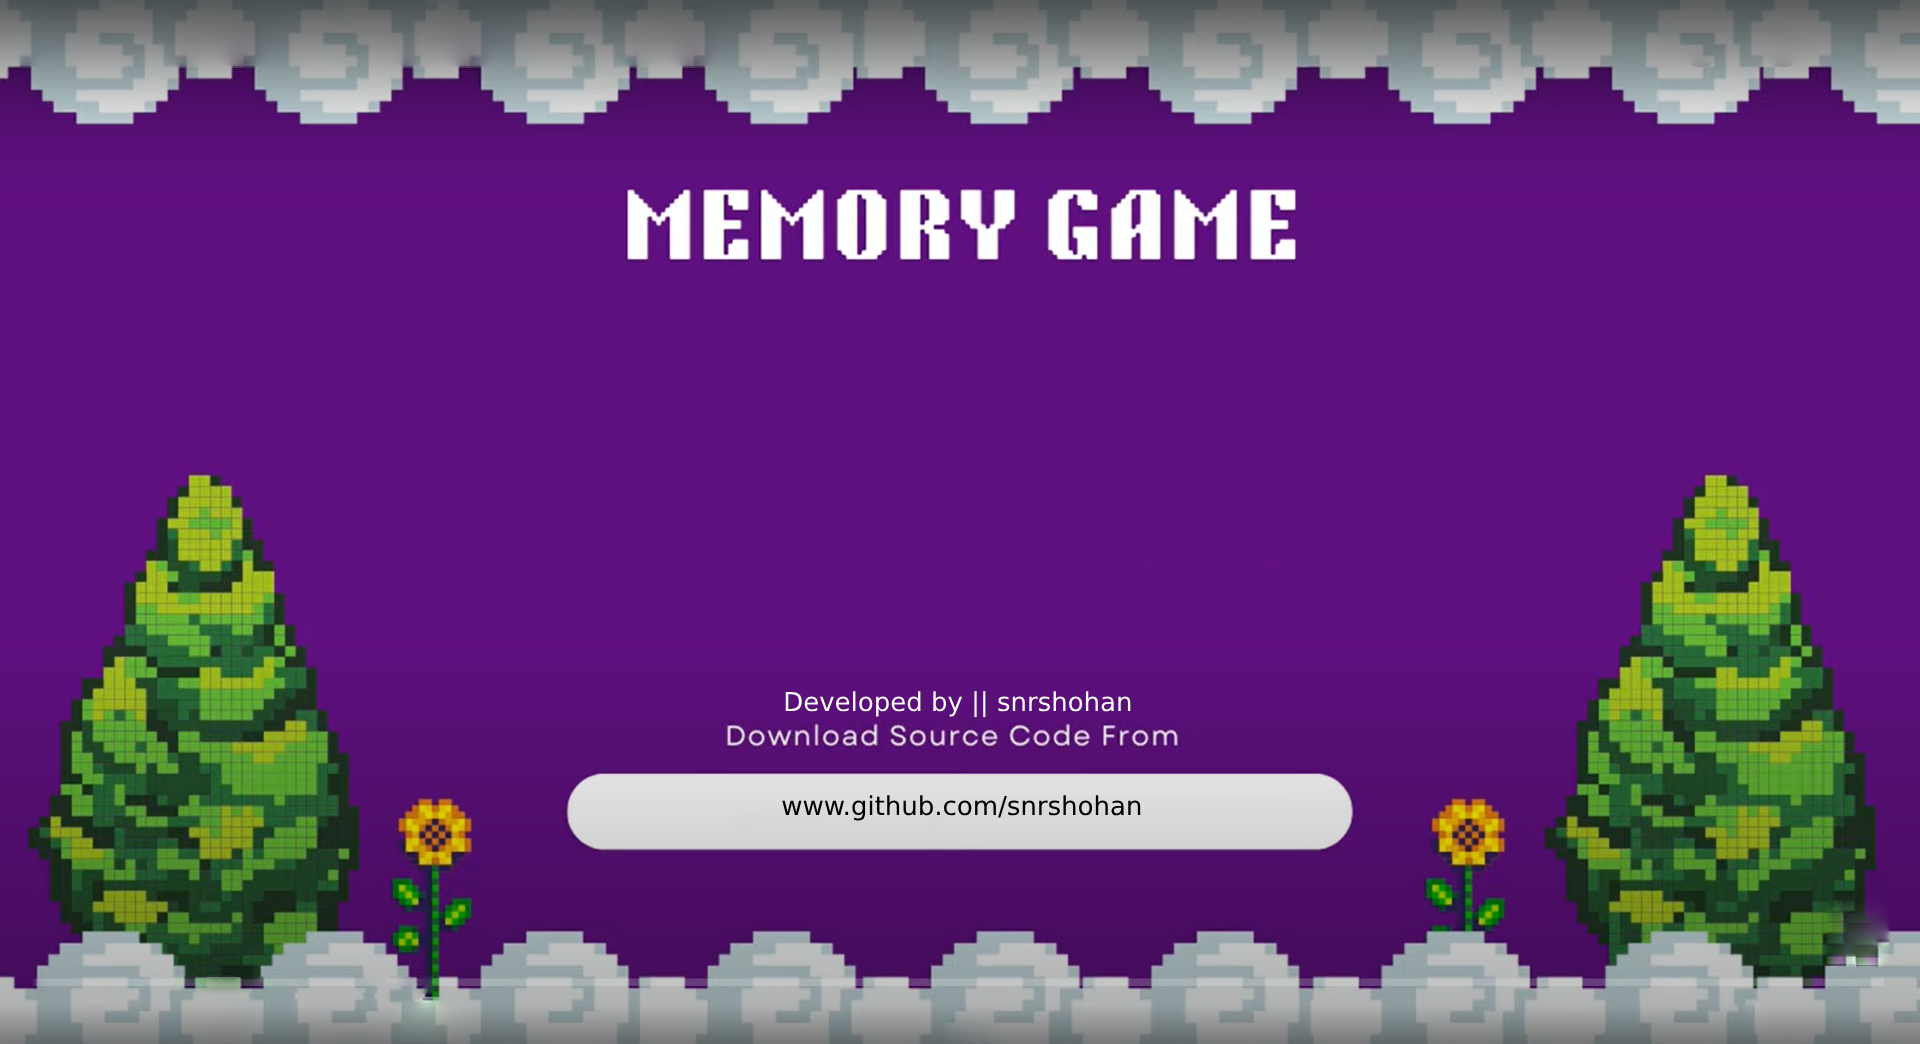 MEMORY GAME
Developed by || snrshohan
Download Source Code From
www.github.com/snrshohan